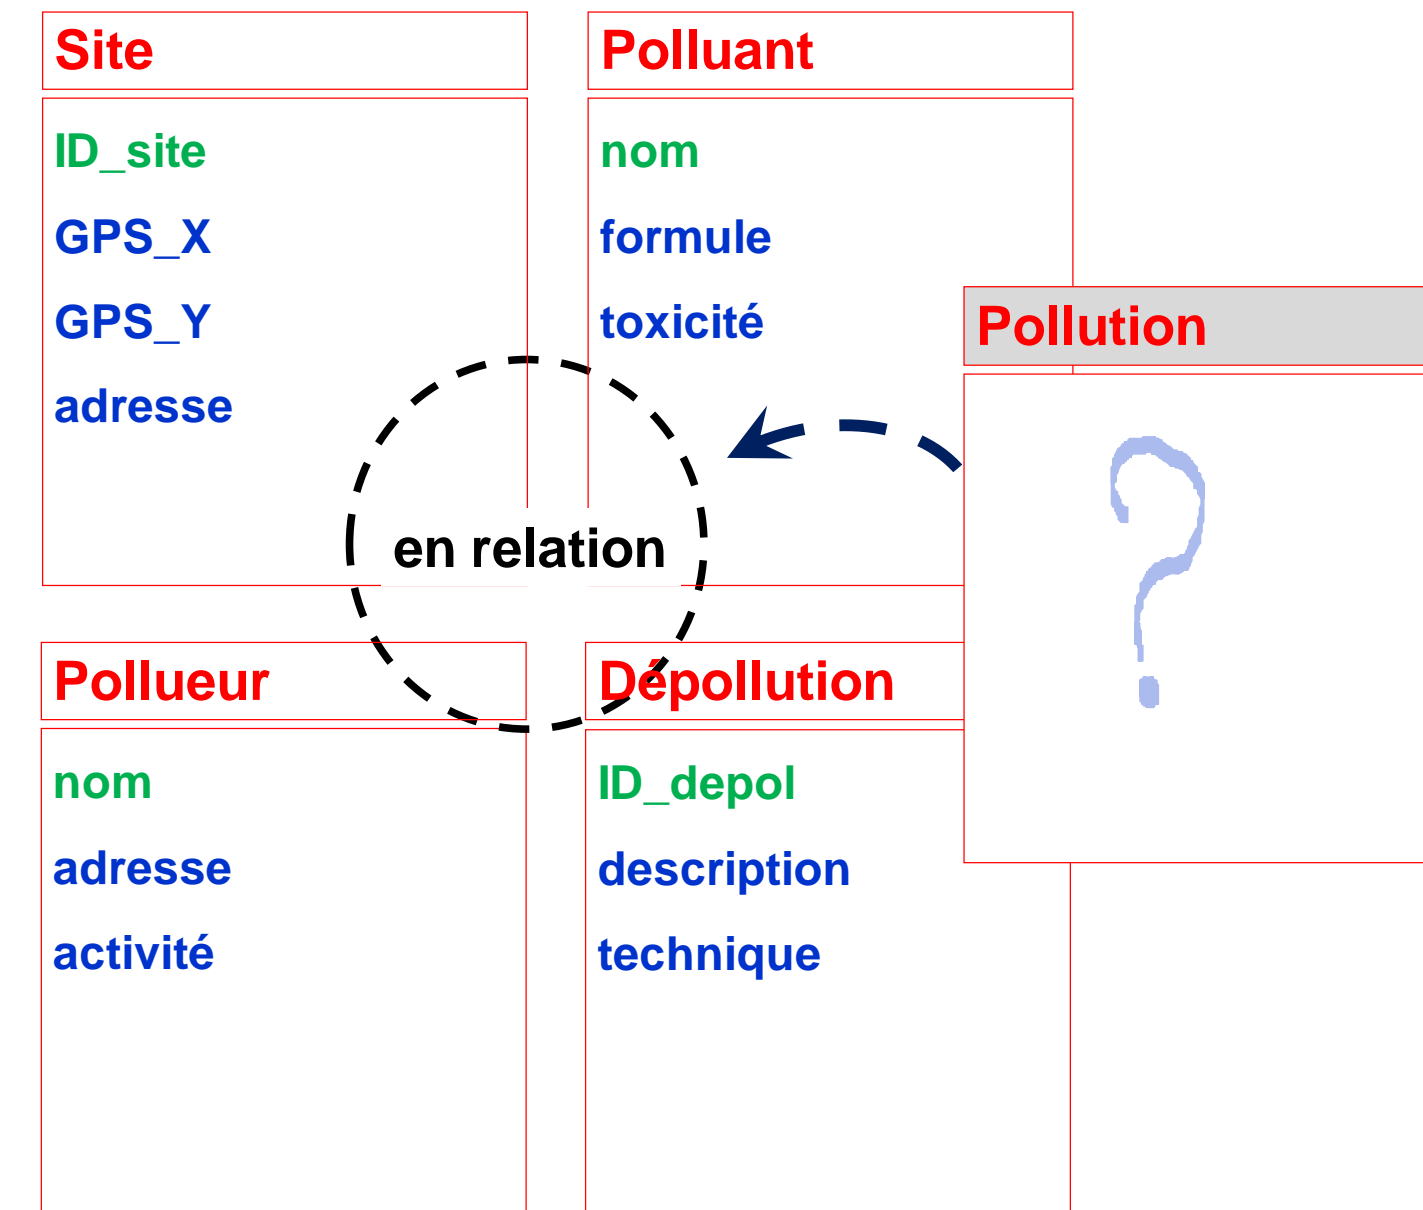 Site
ID_site
GPS_X
GPS_Y
adresse
Polluant
nom
formule
toxicité
Pollution
?
en relation
Pollueur
nom
adresse
activité
Dépollution
ID_depol
description
technique